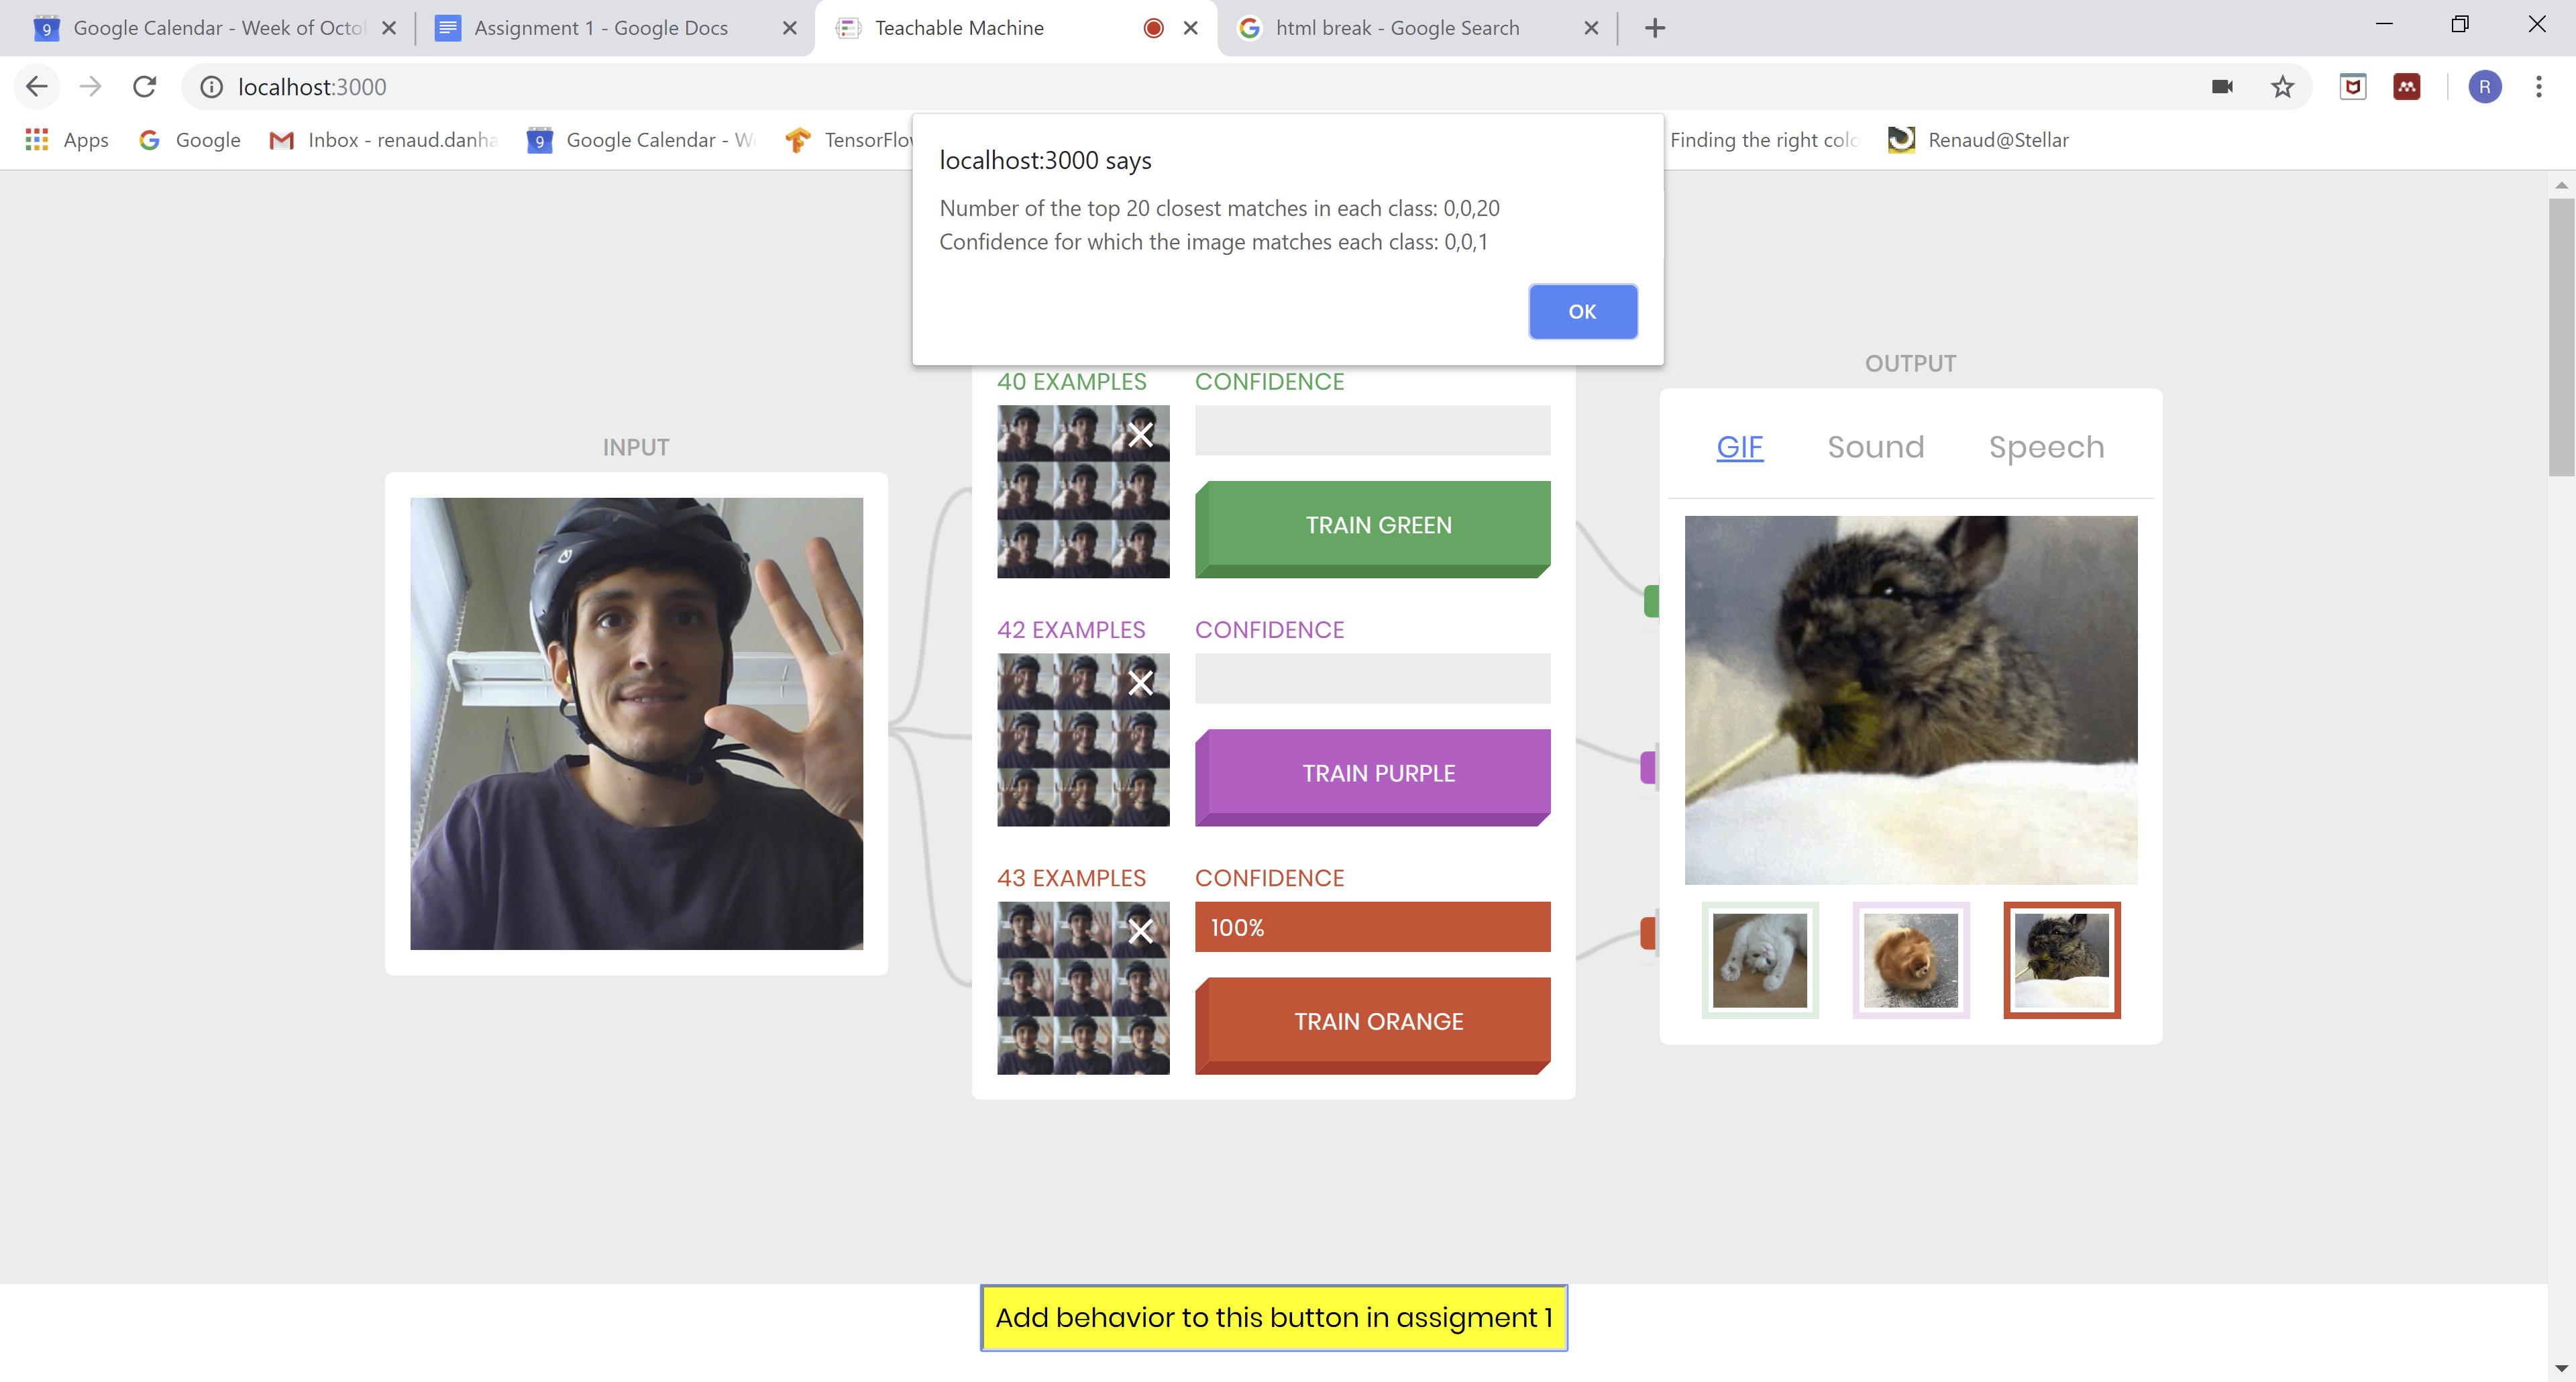 Google Calendar - Week of Octo
Assignment 1 - Google Docs
Teachable Machine
html break - Google Search
localhost:3000
R
Apps
Google
Inbox - renaud.danha
9
Google Calendar - W
TensorFlow
Finding the right colo
Renaud@Stellar
localhost:3000 says
Number of the top 20 closest matches in each class: 0,0,20
Confidence for which the image matches each class: 0,0,1
OK
INPUT
40 EXAMPLES
CONFIDENCE
TRAIN GREEN
42 EXAMPLES
CONFIDENCE
TRAIN PURPLE
43 EXAMPLES
CONFIDENCE
100%
TRAIN ORANGE
OUTPUT
GIF
Sound
Speech
Add behavior to this button in assigment 1